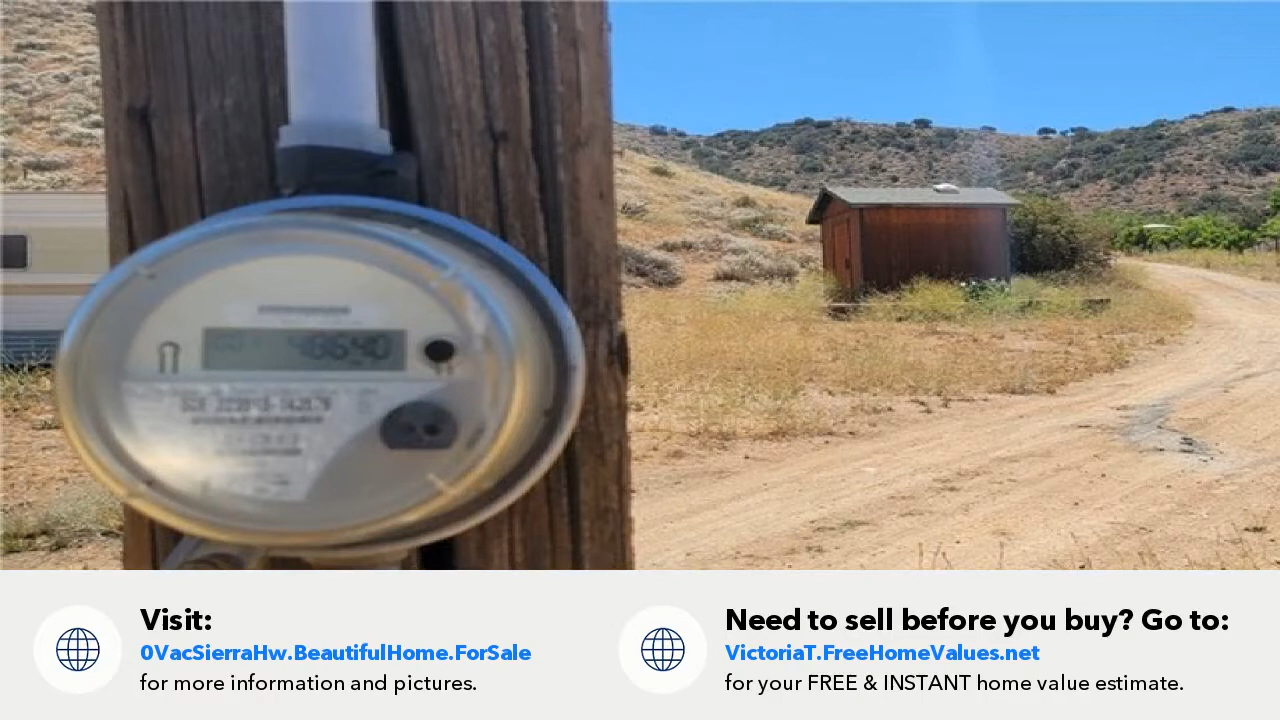 Visit:
0VacSierraHw.BeautifulHome.ForSale
for more information and pictures.
Need to sell before you buy? Go to:
VictoriaT.FreeHomeValues.net
for your FREE & INSTANT home value estimate.